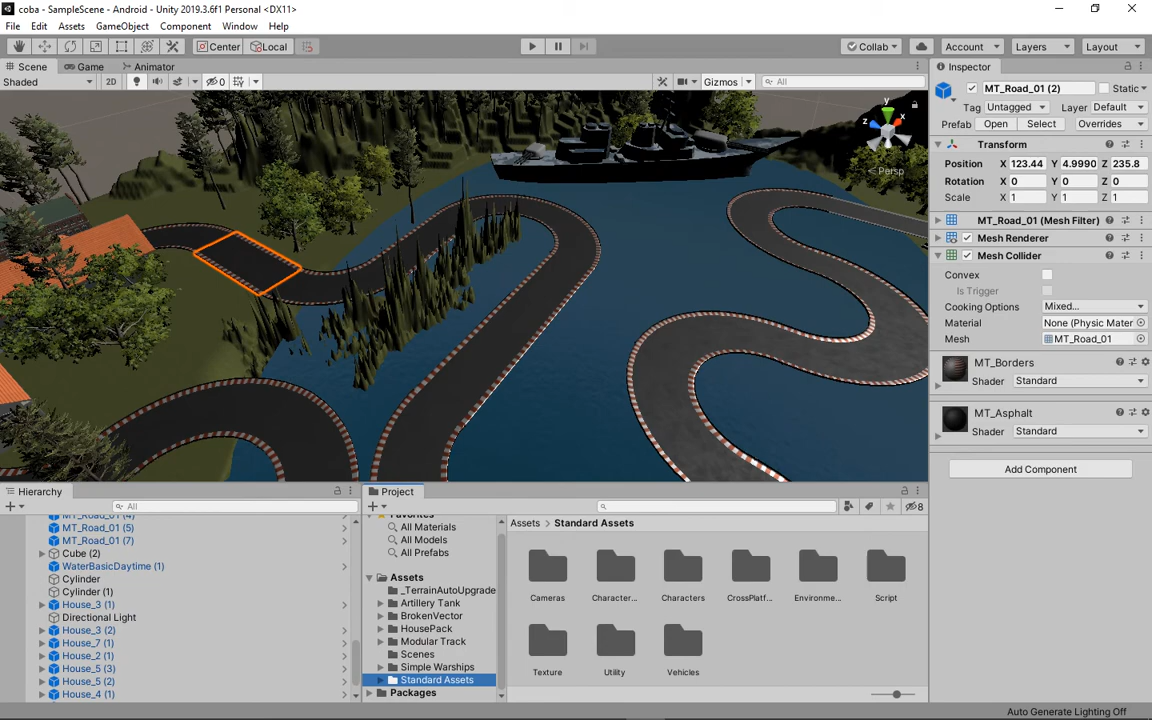 coba - SampleScene - Android - Unity 2019.3.6f1 Personal <DX11>
File Edit Assets GameObject Component Window Help
Center Local Collab Account Layers Layout
Scene Game Animator
Shaded 2D 0 Gizmos All
y
x
z
Persp
Inspector
MT_Road_01 (2) Static
Tag Untagged Layer Default
Prefab Open Select Overrides
Transform
Position X 123.44 Y 4.9990 Z 235.8
Rotation X 0 Y 0 Z 0
Scale X 1 Y 1 Z 1
MT_Road_01 (Mesh Filter)
Mesh Renderer
Mesh Collider
Convex
Is Trigger
Cooking Options Mixed...
Material None (Physic Mater
Mesh MT_Road_01
MT_Borders
Shader Standard
MT_Asphalt
Shader Standard
Add Component
Hierarchy
All
MT_Road_01 (4)
MT_Road_01 (5)
MT_Road_01 (7)
Cube (2)
WaterBasicDaytime (1)
Cylinder
Cylinder (1)
House_3 (1)
Directional Light
House_3 (2)
House_7 (1)
House_2 (1)
House_5 (3)
House_5 (2)
House_4 (1)
Project
8
Favorites
All Materials
All Models
All Prefabs
Assets
_TerrainAutoUpgrade
Artillery Tank
BrokenVector
HousePack
Modular Track
Scenes
Simple Warships
Standard Assets
Packages
Assets > Standard Assets
Cameras Character... Characters CrossPlatf... Environme... Script
Texture Utility Vehicles
Auto Generate Lighting Off